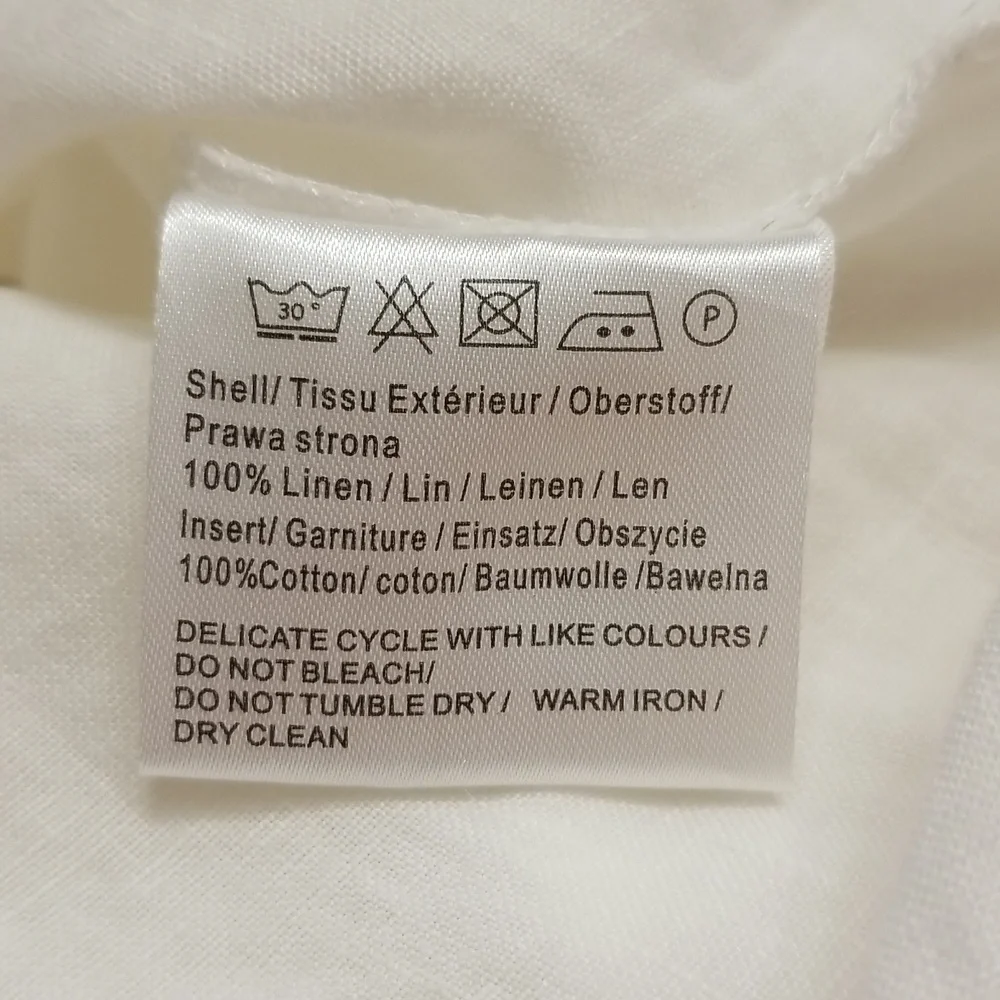 30°
P
Shell/ Tissu Extérieur / Oberstoff/
Prawa strona
100% Linen / Lin / Leinen / Len
Insert/ Garniture / Einsatz/ Obszycie
100%Cotton/ coton/ Baumwolle /Bawelna
DELICATE CYCLE WITH LIKE COLOURS /
DO NOT BLEACH/
DO NOT TUMBLE DRY / WARM IRON /
DRY CLEAN